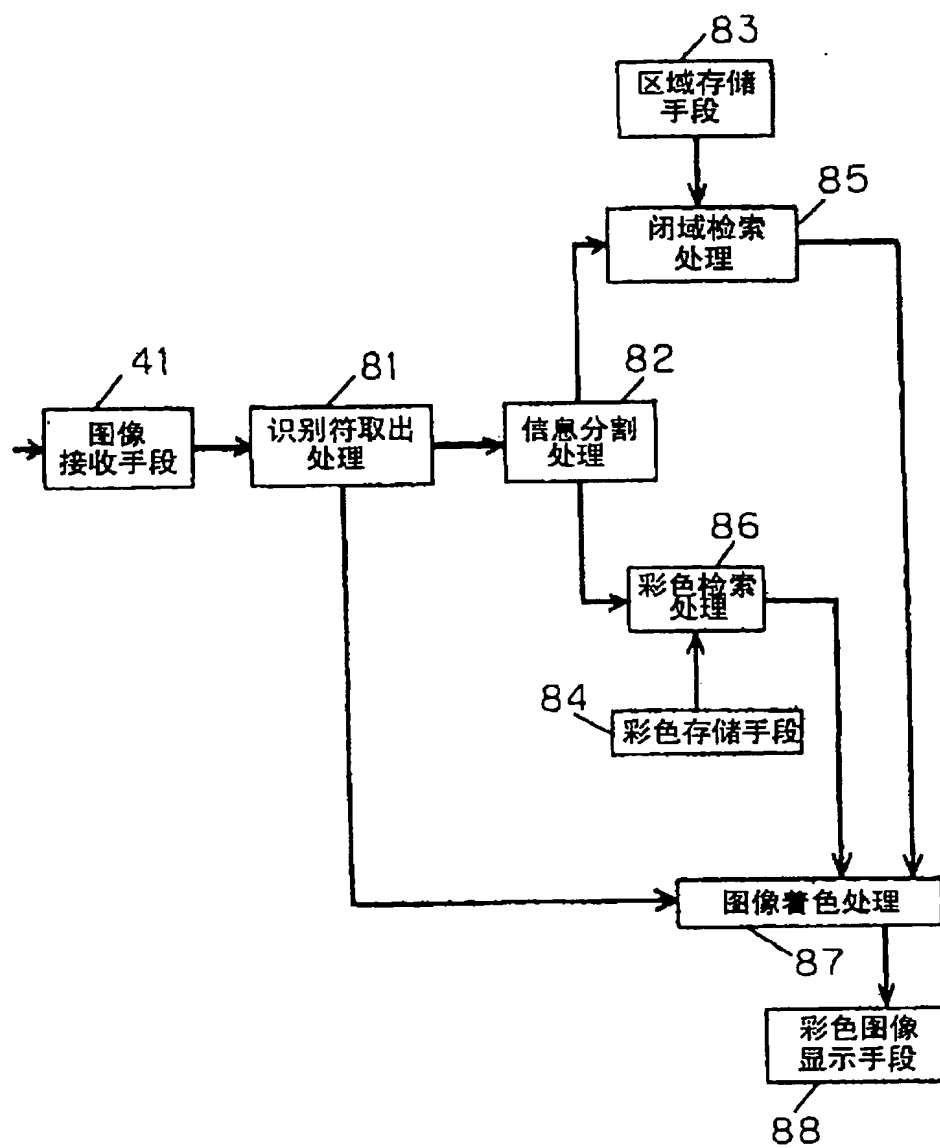 83
区域存储
手段
85
闭域检索
处理
41
图像
接收手段
81
识别符取出
处理
82
信息分割
处理
86
彩色检索
处理
84
彩色存储手段
图像着色处理
87
彩色图像
显示手段
88